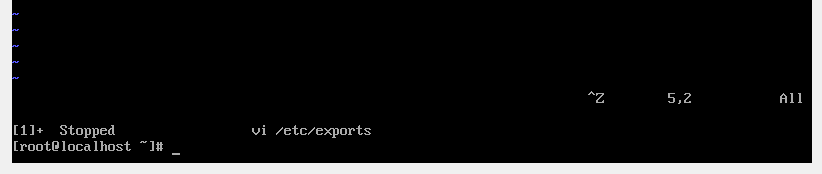 ~
~
~
~
~
^Z 5,2 All
[1]+ Stopped vi /etc/exports
[root@localhost ~]# _